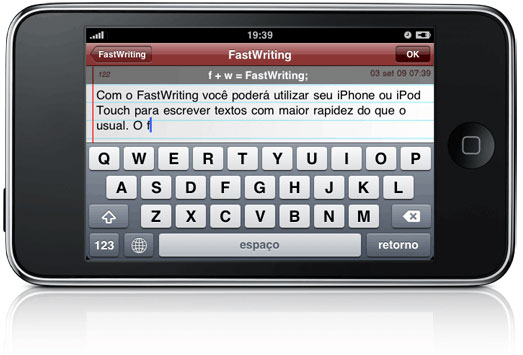 19:39
FastWriting
FastWriting
OK
122
f + w = FastWriting;
03 set 09 07:39
Com o FastWriting você poderá utilizar seu iPhone ou iPod
Touch para escrever textos com maior rapidez do que o
usual. O f
Q W E R T Y U I O P
A S D F G H J K L
Z X C V B N M
123
espaço
retorno